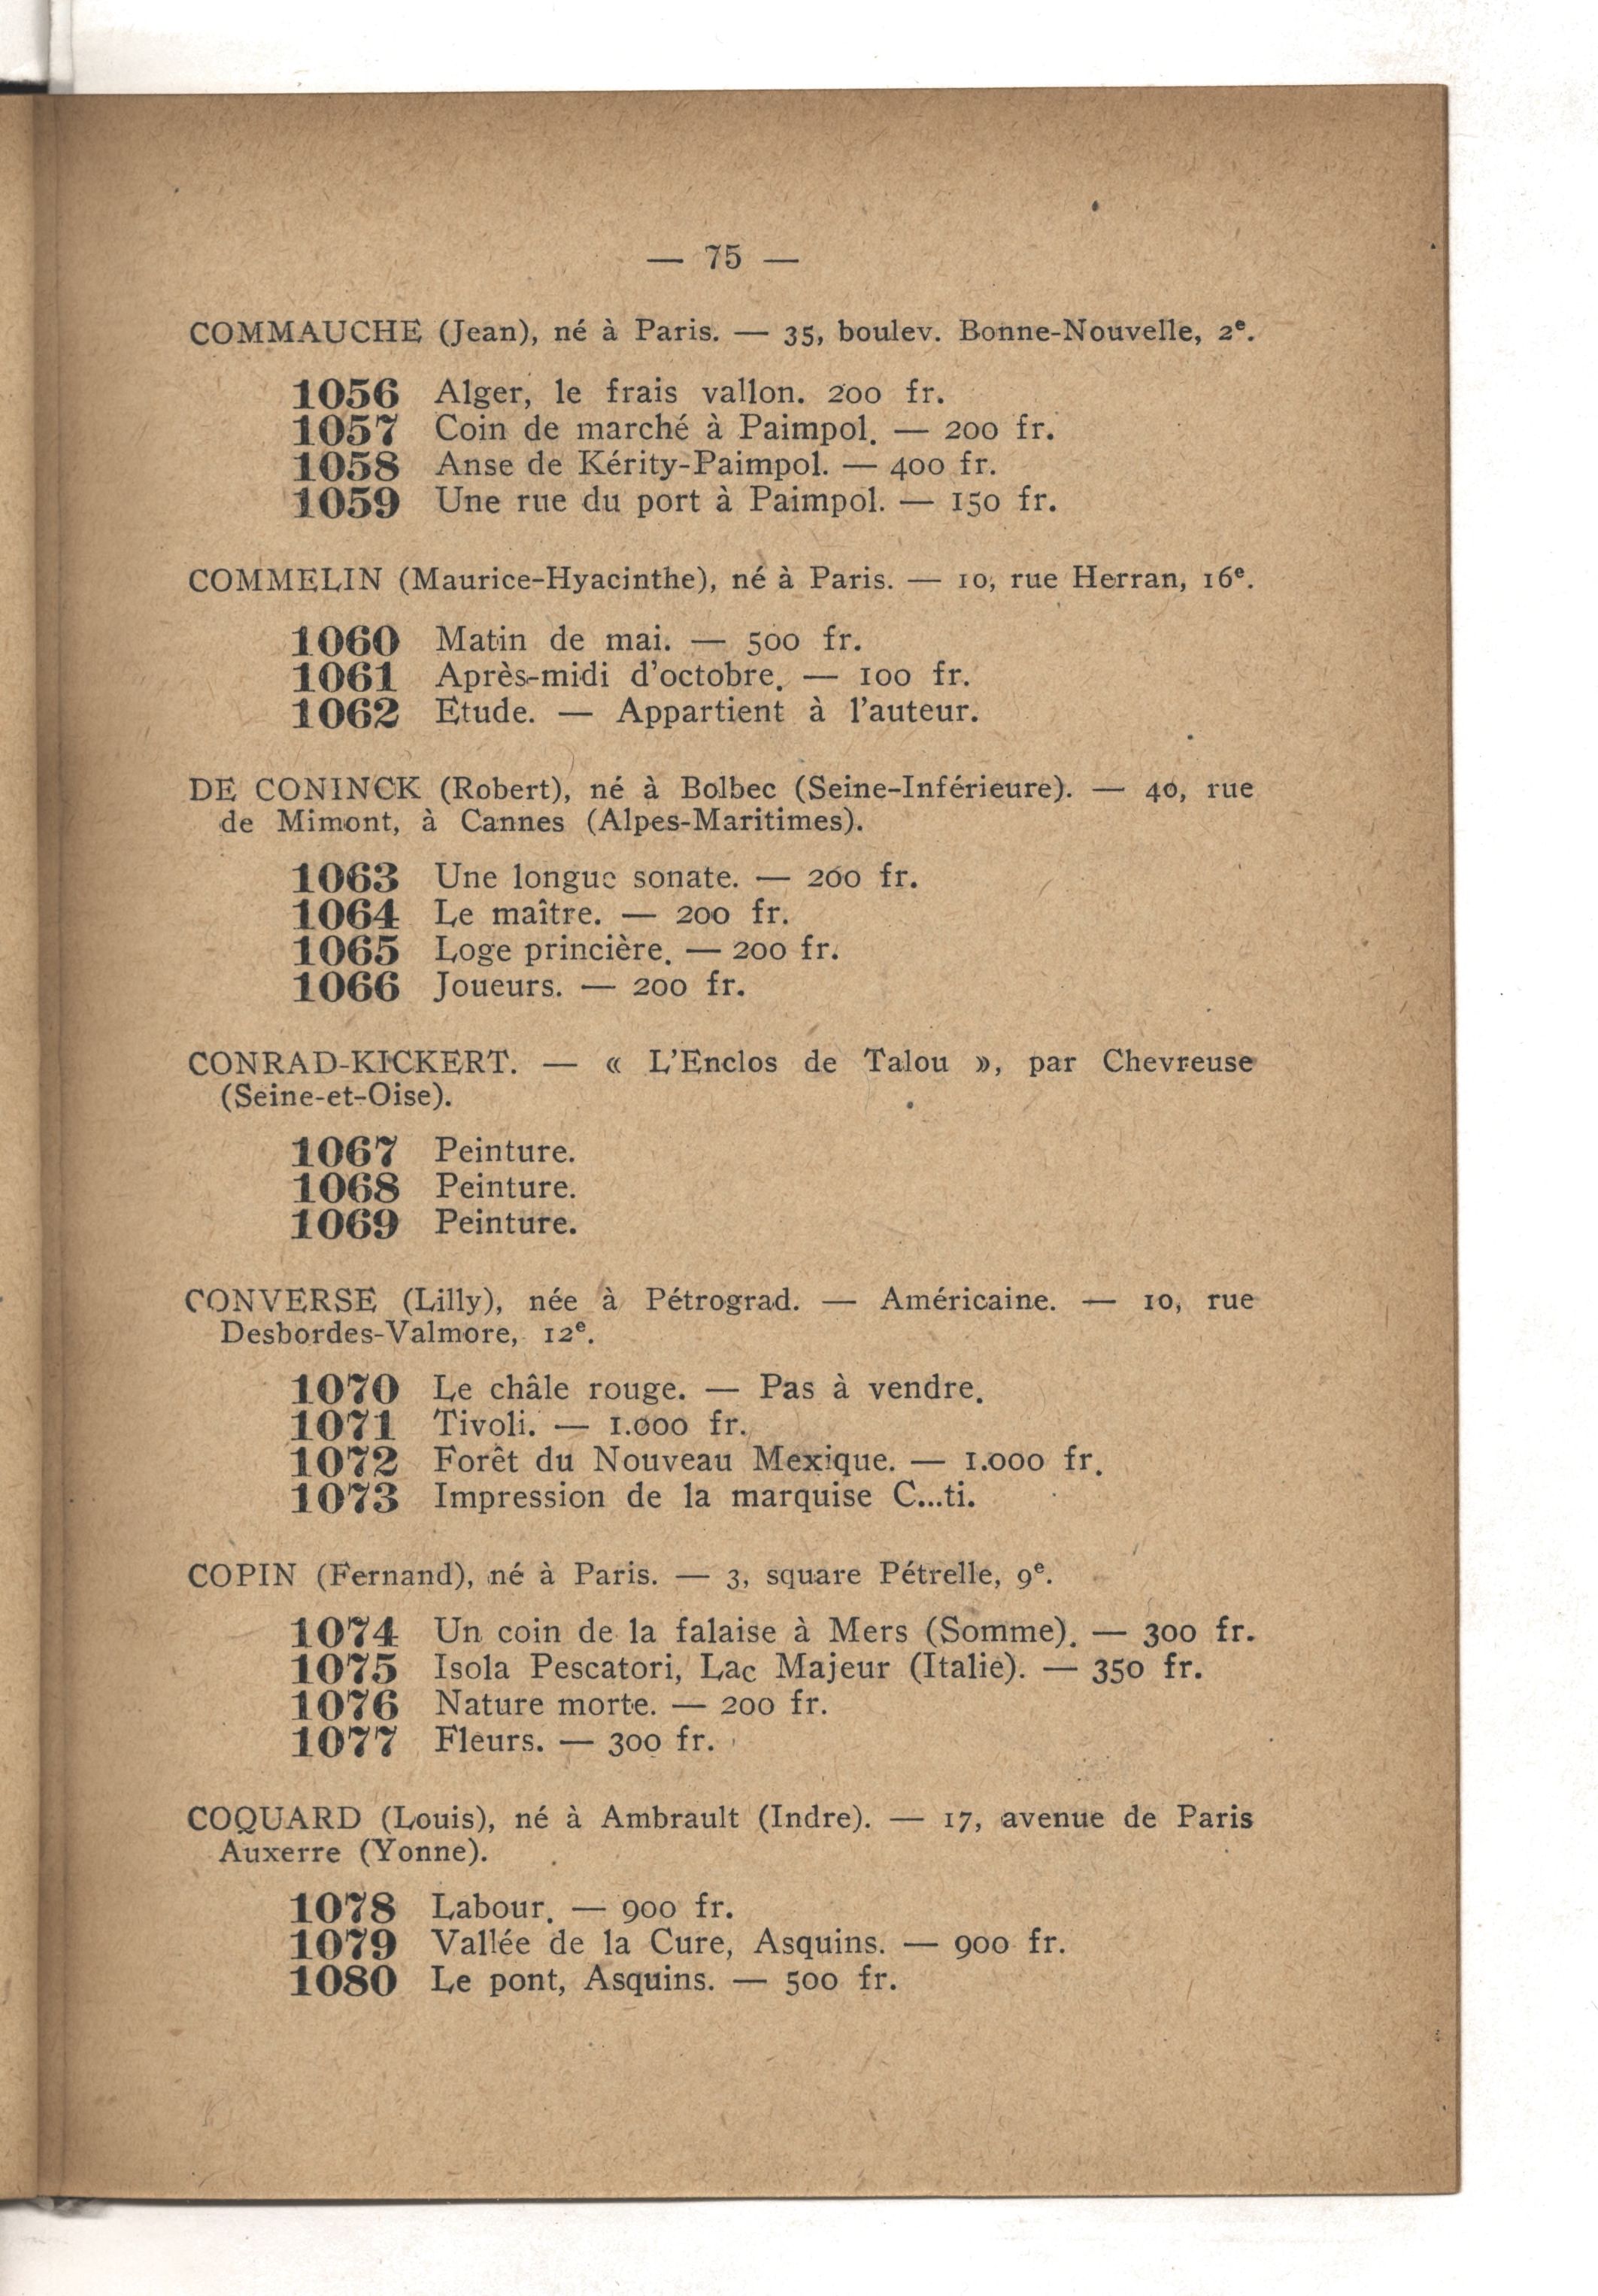 — 75 —
COMMAUCHE (Jean), né à Paris. — 35, boulev. Bonne-Nouvelle, 2e.
1056 Alger, le frais vallon. 200 fr.
1057 Coin de marché à Paimpol. — 200 fr.
1058 Anse de Kérity-Paimpol. — 400 fr.
1059 Une rue du port à Paimpol. — 150 fr.
COMMELIN (Maurice-Hyacinthe), né à Paris. — 10, rue Herran, 16e.
1060 Matin de mai. — 500 fr.
1061 Après-midi d'octobre. — 100 fr.
1062 Etude. — Appartient à l'auteur.
DE CONINCK (Robert), né à Bolbec (Seine-Inférieure). — 40, rue
de Mimont, à Cannes (Alpes-Maritimes).
1063 Une longue sonate. — 200 fr.
1064 Le maître. — 200 fr.
1065 Loge princière. — 200 fr.
1066 Joueurs. — 200 fr.
CONRAD-KICKERT. — « L'Enclos de Talou », par Chevreuse
(Seine-et-Oise).
1067 Peinture.
1068 Peinture.
1069 Peinture.
CONVERSE (Lilly), née à Pétrograd. — Américaine. — 10, rue
Desbordes-Valmore, 12e.
1070 Le châle rouge. — Pas à vendre.
1071 Tivoli. — 1.000 fr.
1072 Forêt du Nouveau Mexique. — 1.000 fr.
1073 Impression de la marquise C...ti.
COPIN (Fernand), né à Paris. — 3, square Pétrelle, 9e.
1074 Un coin de la falaise à Mers (Somme). — 300 fr.
1075 Isola Pescatori, Lac Majeur (Italie). — 350 fr.
1076 Nature morte. — 200 fr.
1077 Fleurs. — 300 fr.
COQUARD (Louis), né à Ambrault (Indre). — 17, avenue de Paris
Auxerre (Yonne).
1078 Labour. — 900 fr.
1079 Vallée de la Cure, Asquins. — 900 fr.
1080 Le pont, Asquins. — 500 fr.